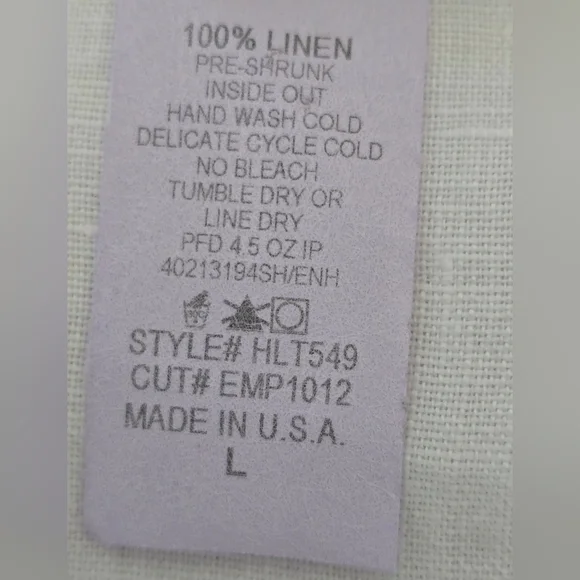 100% LINEN
PRE-SHRUNK
INSIDE OUT
HAND WASH COLD
DELICATE CYCLE COLD
NO BLEACH
TUMBLE DRY OR
LINE DRY
PFD 4.5 OZ IP
40213194SH/ENH
STYLE# HLT549
CUT# EMP1012
MADE IN U.S.A.
L